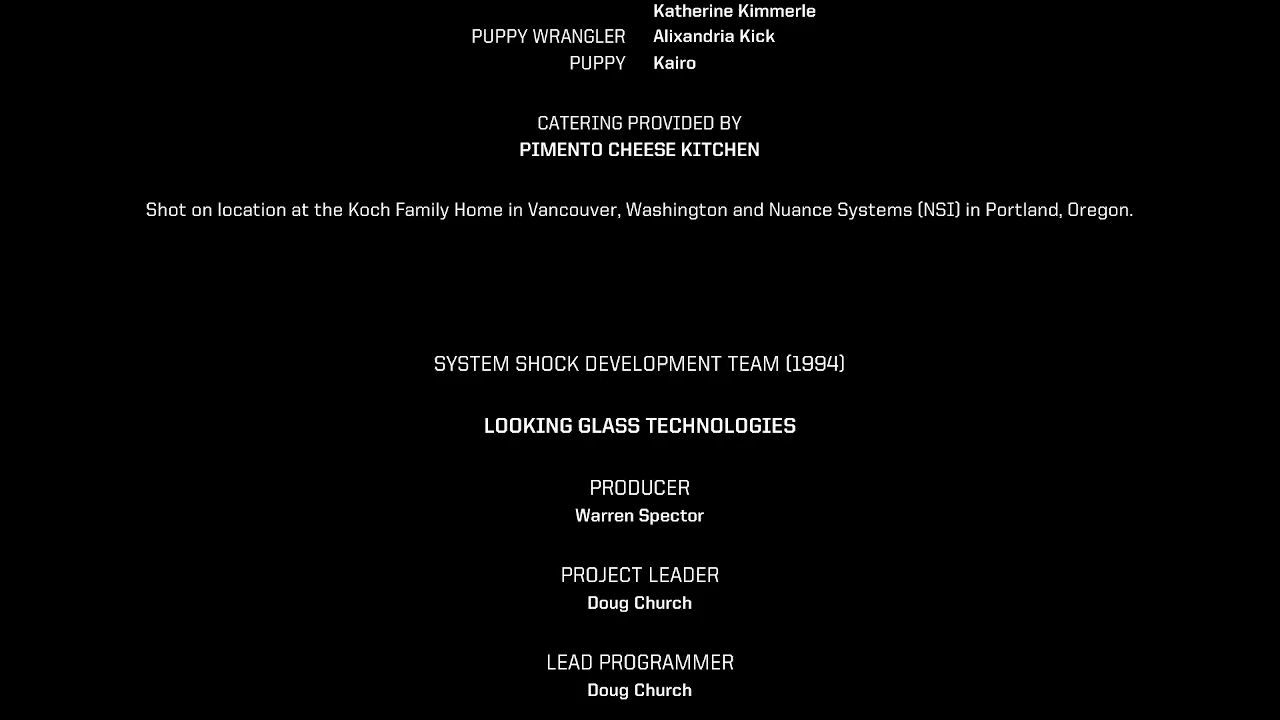 Katherine Kimmerle
PUPPY WRANGLER Alixandria Kick
PUPPY Kairo
CATERING PROVIDED BY
PIMENTO CHEESE KITCHEN
Shot on location at the Koch Family Home in Vancouver, Washington and Nuance Systems (NSI) in Portland, Oregon.
SYSTEM SHOCK DEVELOPMENT TEAM (1994)
LOOKING GLASS TECHNOLOGIES
PRODUCER
Warren Spector
PROJECT LEADER
Doug Church
LEAD PROGRAMMER
Doug Church